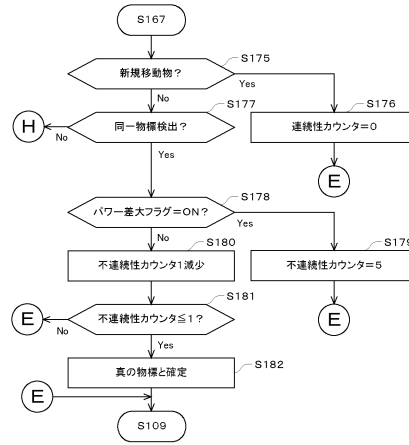 S167
S175
新規移動物？
Yes
No
S177
S176
H
No
同一物標検出？
連続性カウンタ＝0
Yes
E
S178
パワー差大フラグ＝ON？
Yes
No
S180
S179
不連続性カウンタ1減少
不連続性カウンタ＝5
S181
E
No
不連続性カウンタ≦1？
E
Yes
S182
真の物標と確定
E
S109